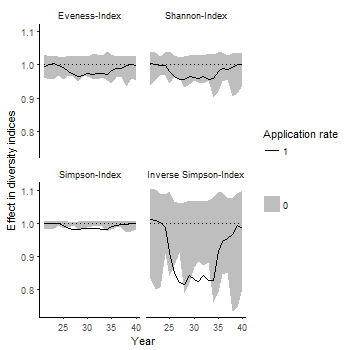 Eveness-Index
Shannon-Index
1.1
1.0
0.9
0.8
Simpson-Index
Inverse Simpson-Index
1.1
1.0
0.9
0.8
25
30
35
40
25
30
35
40
Year
Effect in diversity indices
Application rate
1
0